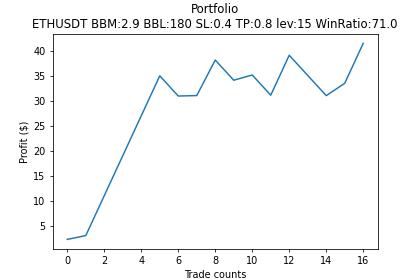 Portfolio
ETHUSDT BBM:2.9 BBL:180 SL:0.4 TP:0.8 lev:15 WinRatio:71.0
40
35
30
25
20
15
10
5
Profit ($)
0 2 4 6 8 10 12 14 16
Trade counts